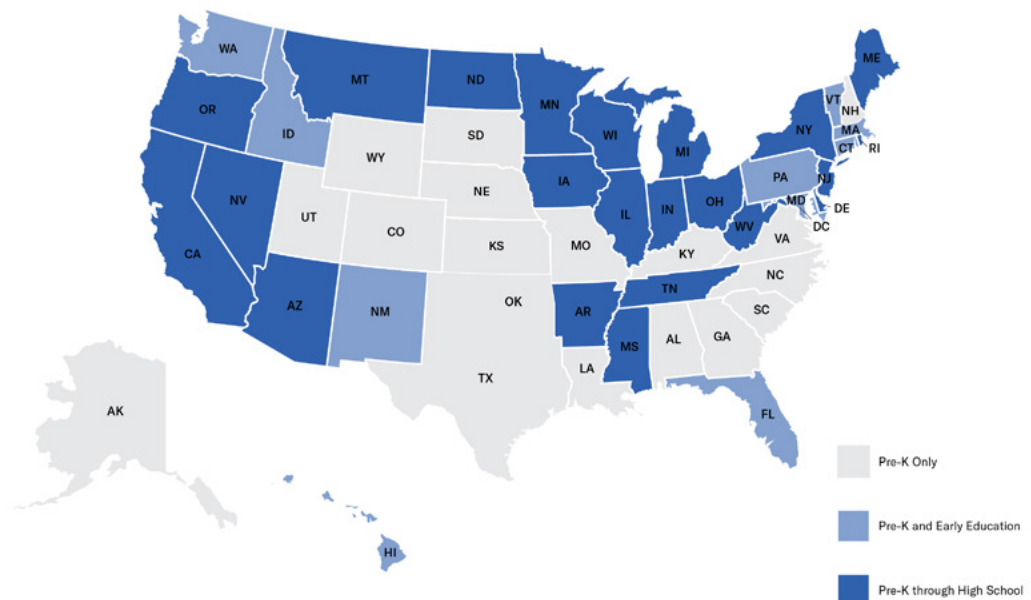 WA
MT
ND
MN
ME
VT
NH
OR
ID
SD
WI
NY
MA
CT
RI
WY
MI
IA
PA
NJ
NE
NV
UT
CO
IL
IN
OH
MD
DE
DC
WV
CA
KS
MO
KY
VA
NC
TN
AZ
NM
OK
AR
SC
MS
AL
GA
LA
TX
AK
FL
HI
Pre-K Only
Pre-K and Early Education
Pre-K through High School